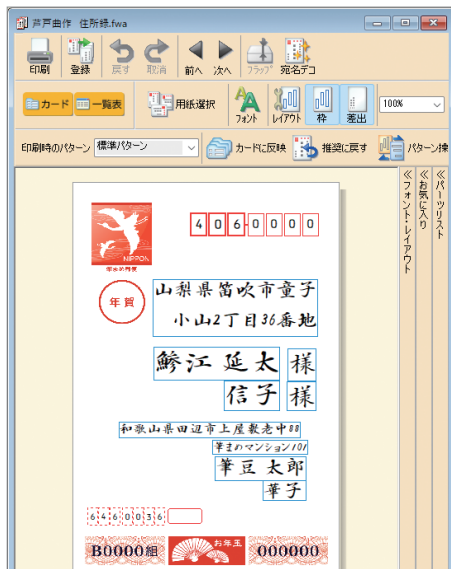 芦戸曲作 住所録.fwa
印刷 登録 戻す 取消 前へ 次へ フラップ 宛名デコ
カード 一覧表 用紙選択 フォント レイアウト 枠 差出 100%
印刷時のパターン 標準パターン カードに反映 推奨に戻す パターン操
≪フォント・レイアウト
≪お気に入り
≪パーツリスト
NIPPON
年賀
4060000
山梨県笛吹市童子
小山2丁目36番地
鯵江 延太 様
信子 様
和歌山県田辺市上屋敷老中88
筆まめマンション101
筆豆 太郎
華子
6460036
B0000組 お年玉 000000